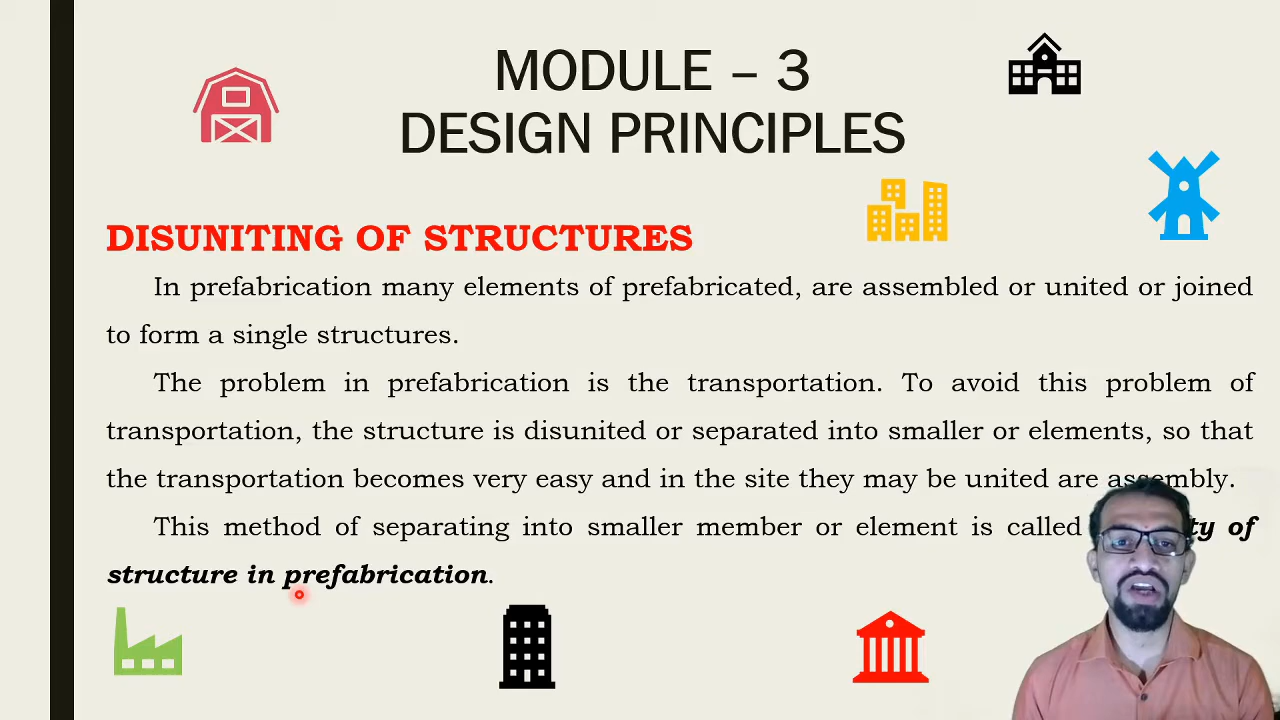 MODULE – 3
DESIGN PRINCIPLES
DISUNITING OF STRUCTURES
In prefabrication many elements of prefabricated, are assembled or united or joined
to form a single structures.
The problem in prefabrication is the transportation. To avoid this problem of
transportation, the structure is disunited or separated into smaller or elements, so that
the transportation becomes very easy and in the site they may be united are assembly.
This method of separating into smaller member or element is called of
structure in prefabrication.